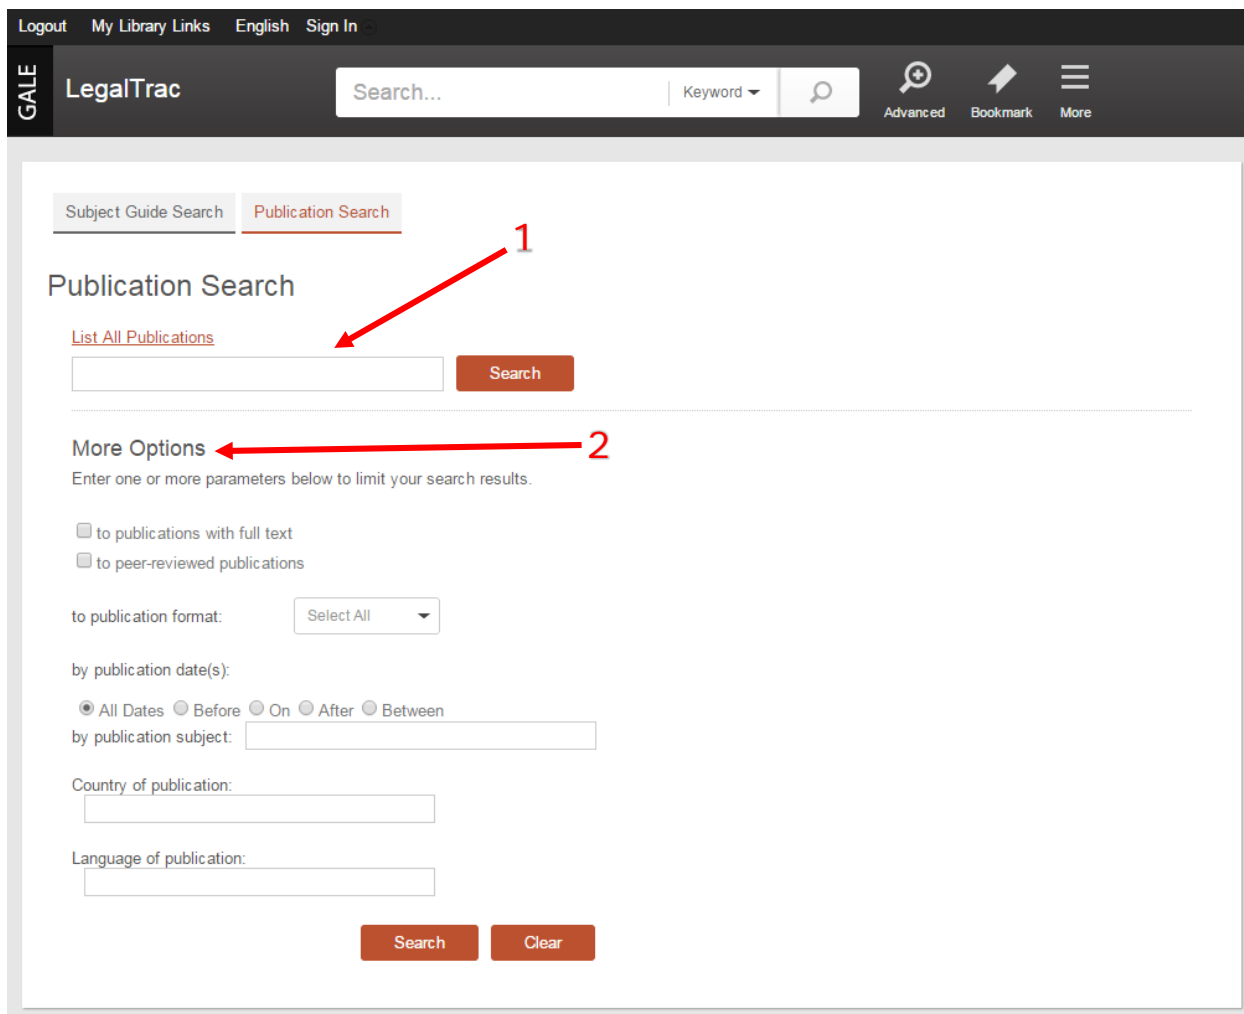 Logout My Library Links English Sign In
GALE
LegalTrac
Search...
Keyword
Advanced
Bookmark
More
Subject Guide Search
Publication Search
1
Publication Search
List All Publications
Search
More Options
2
Enter one or more parameters below to limit your search results.
to publications with full text
to peer-reviewed publications
to publication format: Select All
by publication date(s):
All Dates Before On After Between
by publication subject:
Country of publication:
Language of publication:
Search
Clear